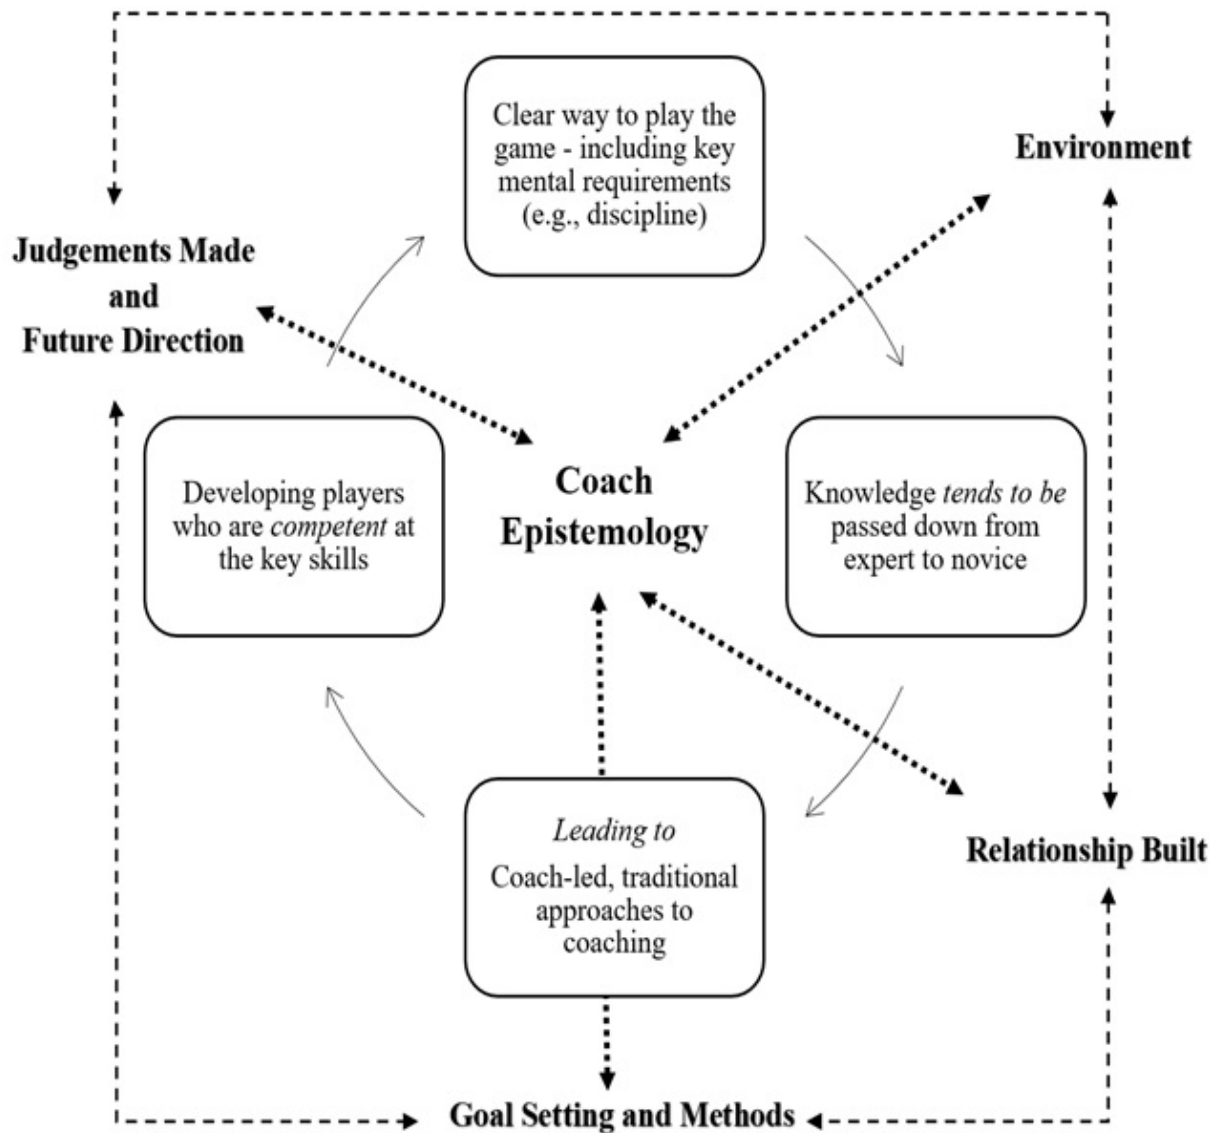 Clear way to play the
game - including key
mental requirements
(e.g., discipline)
Environment
Judgements Made
and
Future Direction
Developing players
who are competent at
the key skills
Coach
Epistemology
Knowledge tends to be
passed down from
expert to novice
Leading to
Coach-led, traditional
approaches to
coaching
Relationship Built
Goal Setting and Methods